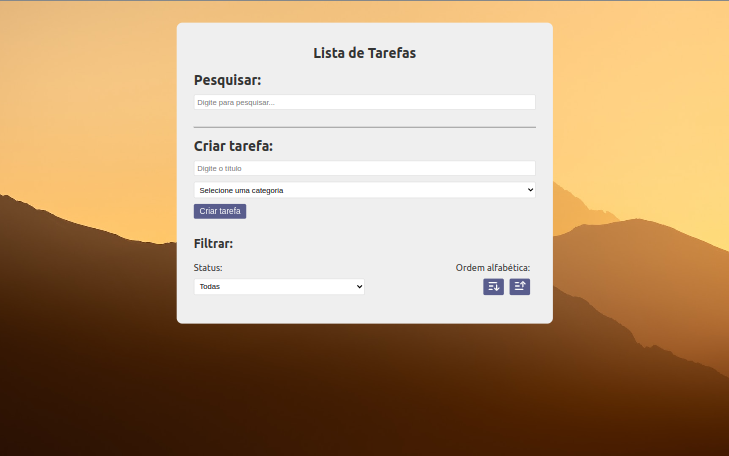 Lista de Tarefas
Pesquisar:
Digite para pesquisar...
Criar tarefa:
Digite o título
Selecione uma categoria
Criar tarefa
Filtrar:
Status:
Ordem alfabética:
Todas